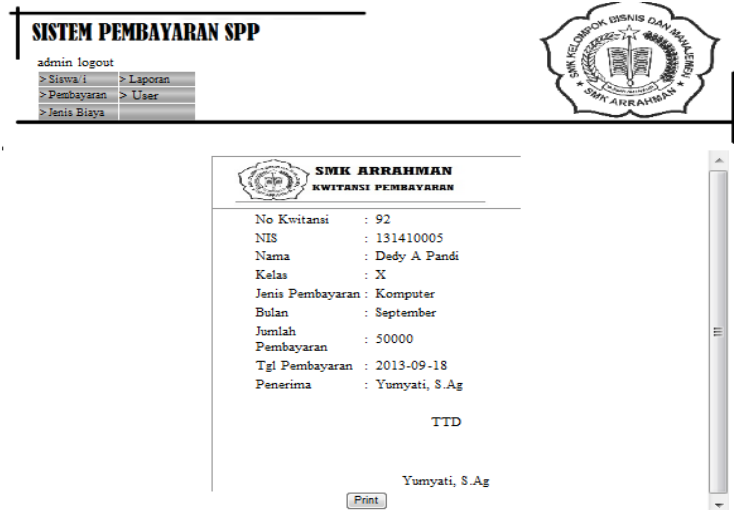 SISTEM PEMBAYARAN SPP
SMK KELOMPOK BISNIS DAN MANAJEMEN
* SMK ARRAHMAN *
admin logout
> Siswa/i > Laporan
> Pembayaran > User
> Jenis Biaya
SMK ARRAHMAN
KWITANSI PEMBAYARAN
No Kwitansi : 92
NIS : 131410005
Nama : Dedy A Pandi
Kelas : X
Jenis Pembayaran : Komputer
Bulan : September
Jumlah
Pembayaran : 50000
Tgl Pembayaran : 2013-09-18
Penerima : Yumyati, S.Ag
TTD
Yumyati, S.Ag
Print